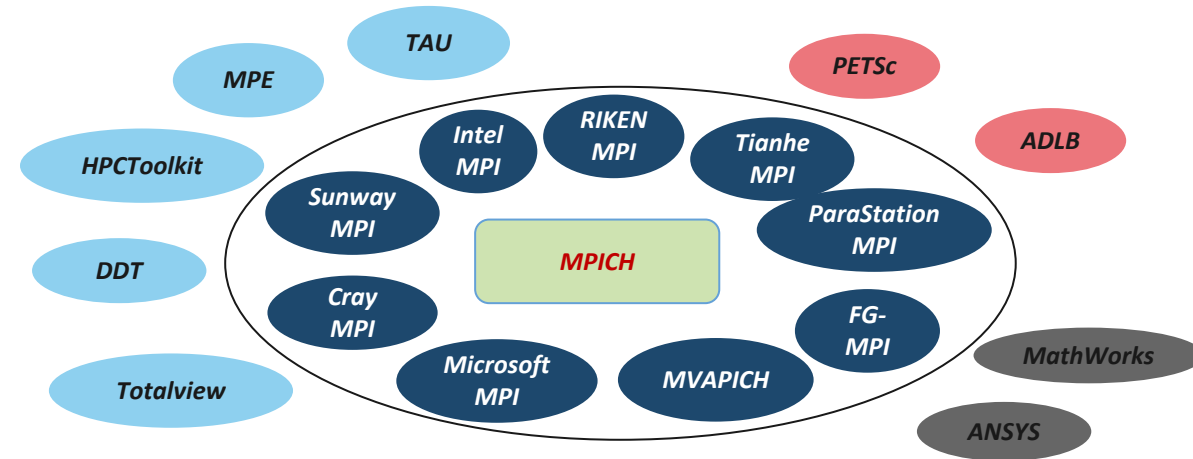 TAU
MPE
PETSc
HPCToolkit
Intel
MPI
RIKEN
MPI
Tianhe
MPI
ADLB
Sunway
MPI
ParaStation
MPI
DDT
MPICH
Cray
MPI
FG-
MPI
Totalview
Microsoft
MPI
MVAPICH
MathWorks
ANSYS